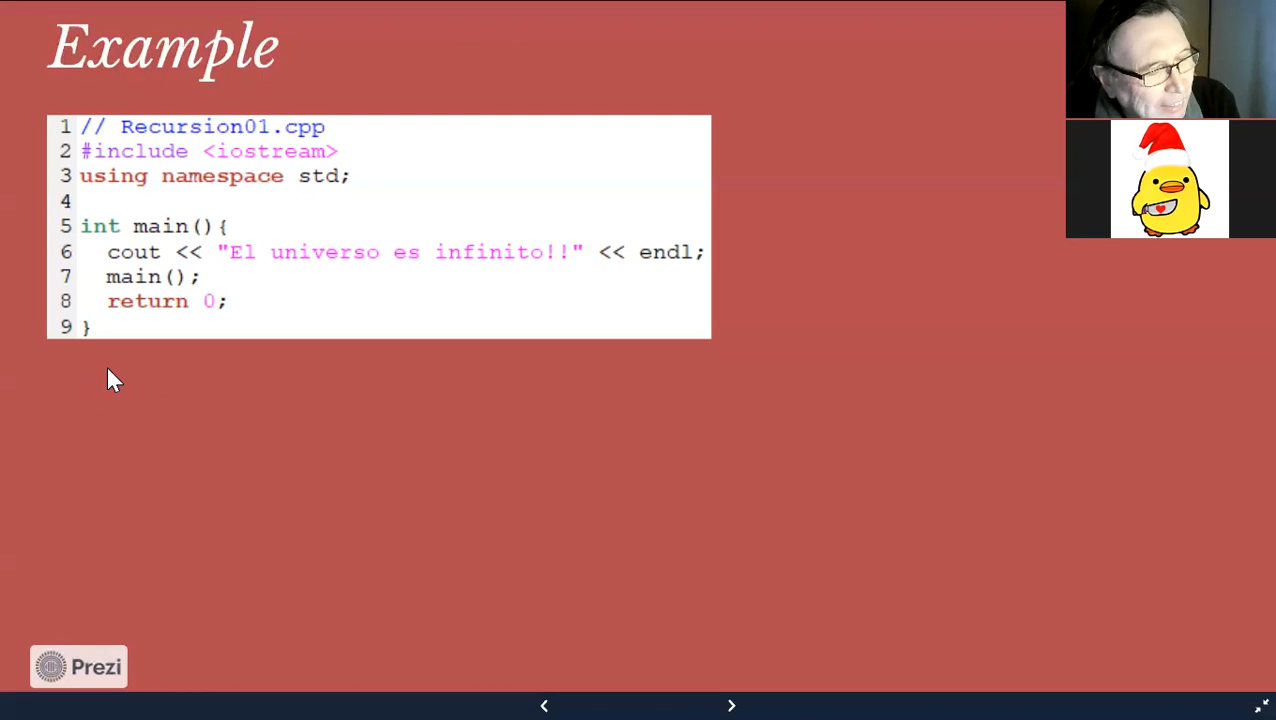 Example
1 // Recursion01.cpp
2 #include <iostream>
3 using namespace std;
4
5 int main(){
6   cout << "El universo es infinito!!" << endl;
7   main();
8   return 0;
9 }
Prezi